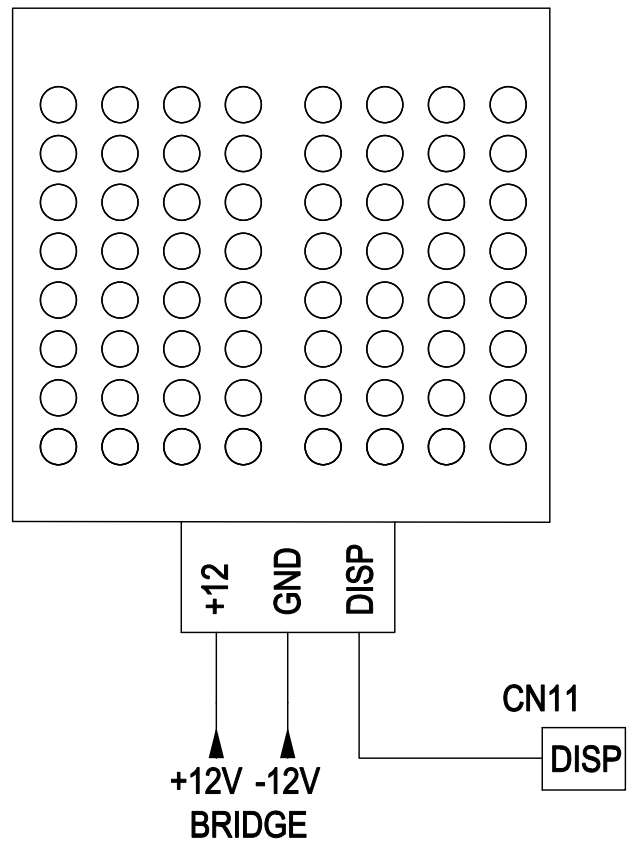 +12
GND
DISP
CN11
DISP
+12V -12V
BRIDGE